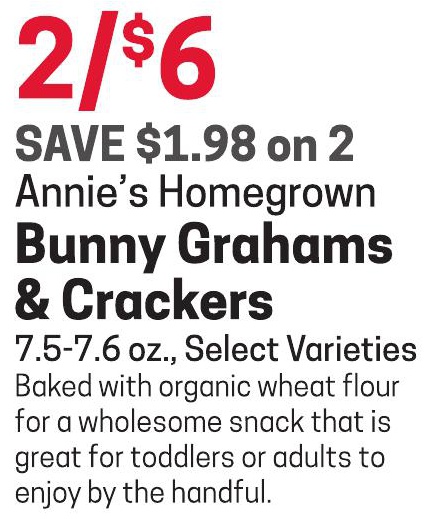 2/$6
SAVE $1.98 on 2
Annie's Homegrown
Bunny Grahams
& Crackers
7.5-7.6 oz., Select Varieties
Baked with organic wheat flour
for a wholesome snack that is
great for toddlers or adults to
enjoy by the handful.